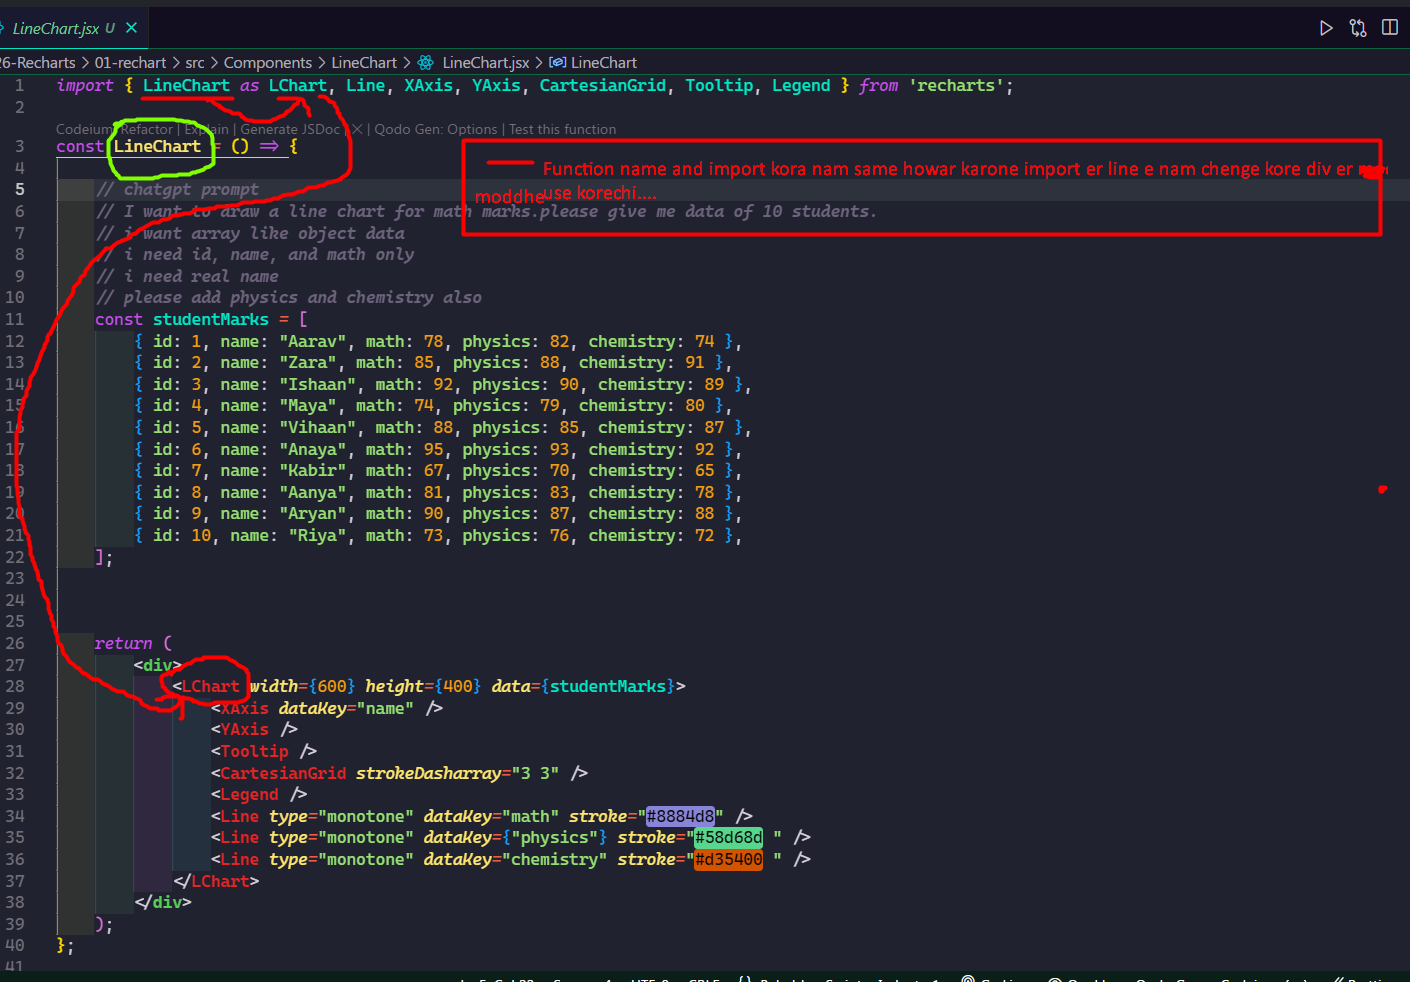 LineChart.jsx U ×
26-Recharts > 01-rechart > src > Components > LineChart > LineChart.jsx > LineChart
1 import { LineChart as LChart, Line, XAxis, YAxis, CartesianGrid, Tooltip, Legend } from 'recharts';
2
Codeium: Refactor | Explain | Generate JSDoc | × | Qodo Gen: Options | Test this function
3 const LineChart = () => {
Function name and import kora nam same howar karone import er line e nam chenge kore div er
moddhe use korechi....
4
5 // chatgpt prompt
6 // I want to draw a line chart for math marks.please give me data of 10 students.
7 // i want array like object data
8 // i need id, name, and math only
9 // i need real name
10 // please add physics and chemistry also
11 const studentMarks = [
12 { id: 1, name: "Aarav", math: 78, physics: 82, chemistry: 74 },
13 { id: 2, name: "Zara", math: 85, physics: 88, chemistry: 91 },
14 { id: 3, name: "Ishaan", math: 92, physics: 90, chemistry: 89 },
15 { id: 4, name: "Maya", math: 74, physics: 79, chemistry: 80 },
16 { id: 5, name: "Vihaan", math: 88, physics: 85, chemistry: 87 },
17 { id: 6, name: "Anaya", math: 95, physics: 93, chemistry: 92 },
18 { id: 7, name: "Kabir", math: 67, physics: 70, chemistry: 65 },
19 { id: 8, name: "Aanya", math: 81, physics: 83, chemistry: 78 },
20 { id: 9, name: "Aryan", math: 90, physics: 87, chemistry: 88 },
21 { id: 10, name: "Riya", math: 73, physics: 76, chemistry: 72 },
22 ];
23
24
25
26 return (
27 <div>
28 <LChart width={600} height={400} data={studentMarks}>
29 <XAxis dataKey="name" />
30 <YAxis />
31 <Tooltip />
32 <CartesianGrid strokeDasharray="3 3" />
33 <Legend />
34 <Line type="monotone" dataKey="math" stroke="#8884d8" />
35 <Line type="monotone" dataKey={"physics"} stroke="#58d68d " />
36 <Line type="monotone" dataKey="chemistry" stroke="#d35400 " />
37 </LChart>
38 </div>
39 );
40 };
41